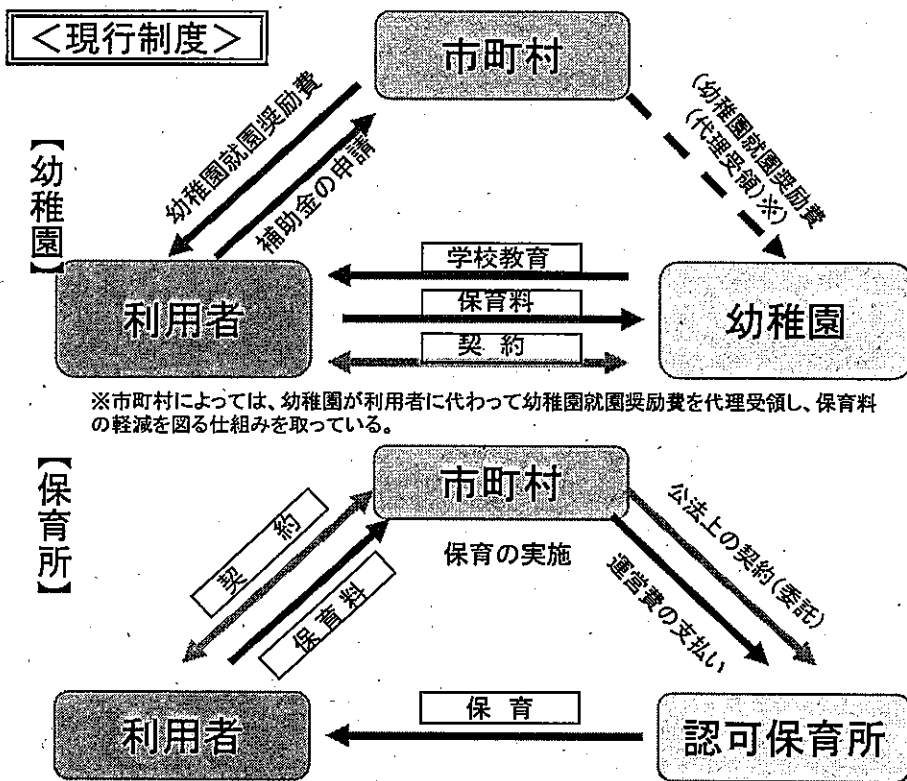 ＜現行制度＞
市町村
【幼稚園】
幼稚園就園奨励費
補助金の申請
(幼稚園就園奨励費
(代理受領)※)
学校教育
保育料
契約
利用者
幼稚園
※市町村によっては、幼稚園が利用者に代わって幼稚園就園奨励費を代理受領し、保育料
の軽減を図る仕組みを取っている。
【保育所】
市町村
契約
保育料
保育の実施
公法上の契約(委託)
運営費の支払い
保育
利用者
認可保育所